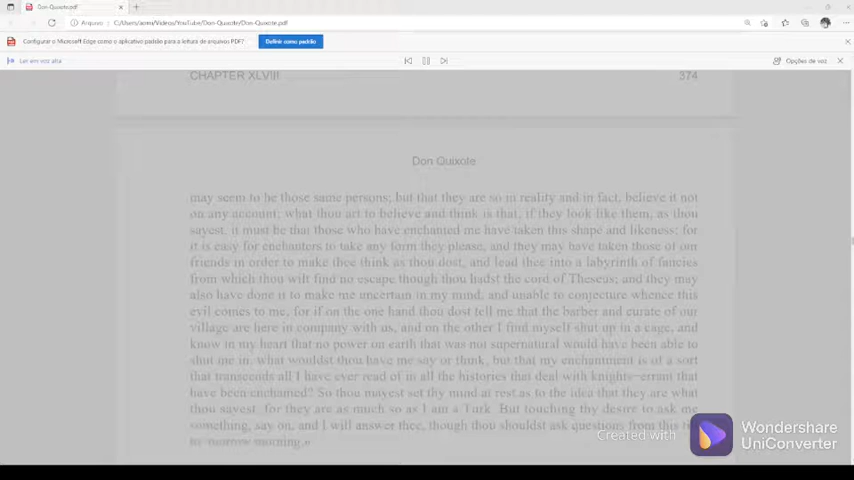 Don-Quixote.pdf
Arquivo
C:/Users/
/Videos/YouTube/Don-Quixote/Don-Quixote.pdf
Configurar o Microsoft Edge como o aplicativo padrão para a leitura de arquivos PDF?
Definir como padrão
Ler em voz alta
Opções de voz
CHAPTER XLVIII
374
Don Quixote
may seem to be those same persons; but that they are so in reality and in fact, believe it not
on any account; what thou art to believe and think is that, if they look like them, as thou
sayest, it must be that those who have enchanted me have taken this shape and likeness; for
it is easy for enchanters to take any form they please, and they may have taken those of our
friends in order to make thee think as thou dost, and lead thee into a labyrinth of fancies
from which thou wilt find no escape though thou hadst the cord of Theseus; and they may
also have done it to make me uncertain in my mind, and unable to conjecture whence this
evil comes to me; for if on the one hand thou dost tell me that the barber and curate of our
village are here in company with us, and on the other I find myself shut up in a cage, and
know in my heart that no power on earth that was not supernatural would have been able to
shut me in, what wouldst thou have me say or think, but that my enchantment is of a sort
that transcends all I have ever read of in all the histories that deal with knights-errant that
have been enchanted? So thou mayest set thy mind at rest as to the idea that they are what
thou sayest, for they are as much so as I am a Turk. But touching thy desire to ask me
something, say on, and I will answer thee, though thou shouldst ask questions from this
morning.»
Created with
Wondershare
UniConverter